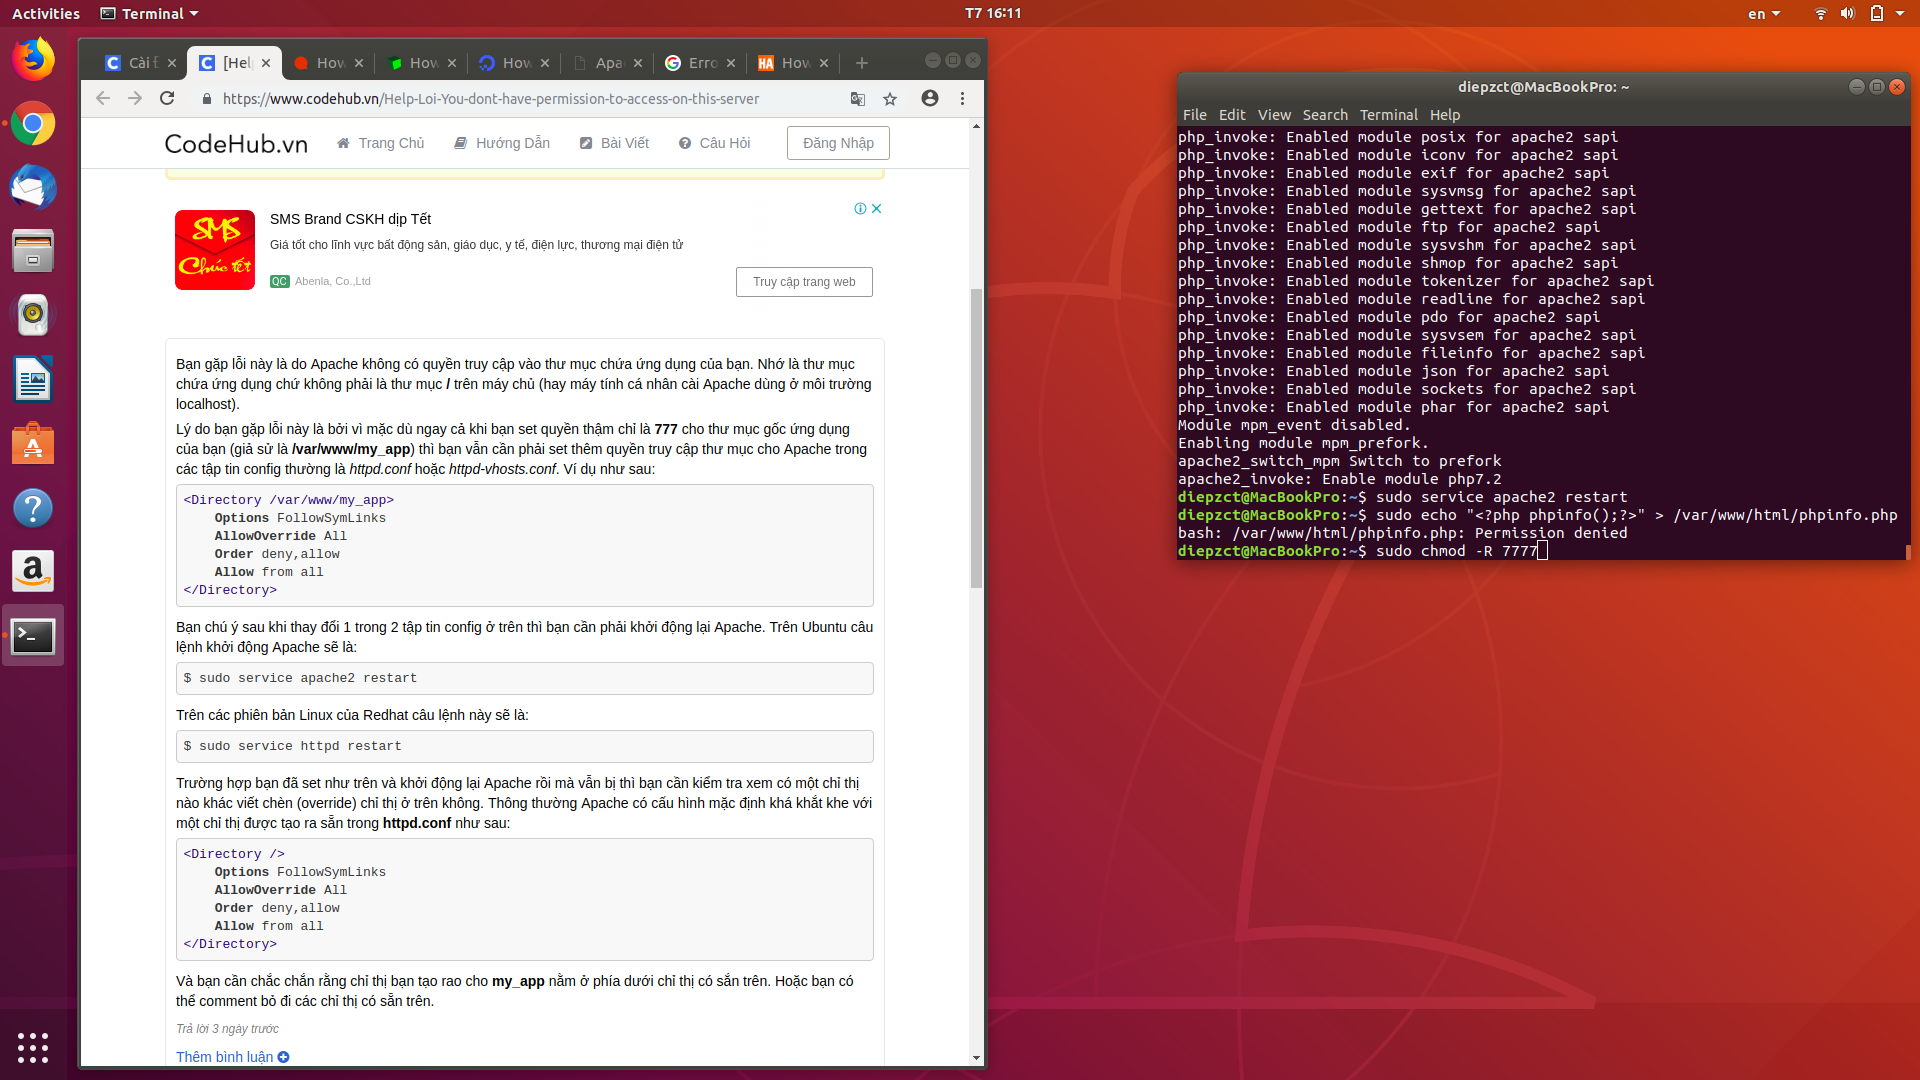 Activities
Terminal
T7 16:11
en
Cài
[Hel
How
How
How
Apa
Erro
How
https://www.codehub.vn/Help-Loi-You-dont-have-permission-to-access-on-this-server
CodeHub.vn
Trang Chủ
Hướng Dẫn
Bài Viết
Câu Hỏi
Đăng Nhập
SMS Chúc tết
SMS Brand CSKH dịp Tết
Giá tốt cho lĩnh vực bất động sản, giáo dục, y tế, điện lực, thương mại điện tử
QC Abenla, Co.,Ltd
Truy cập trang web
Bạn gặp lỗi này là do Apache không có quyền truy cập vào thư mục chứa ứng dụng của bạn. Nhớ là thư mục
chứa ứng dụng chứ không phải là thư mục / trên máy chủ (hay máy tính cá nhân cài Apache dùng ở môi trường
localhost).
Lý do bạn gặp lỗi này là bởi vì mặc dù ngay cả khi bạn set quyền thậm chỉ là 777 cho thư mục gốc ứng dụng
của bạn (giả sử là /var/www/my_app) thì bạn vẫn cần phải set thêm quyền truy cập thư mục cho Apache trong
các tập tin config thường là httpd.conf hoặc httpd-vhosts.conf. Ví dụ như sau:
<Directory /var/www/my_app>
    Options FollowSymLinks
    AllowOverride All
    Order deny,allow
    Allow from all
</Directory>
Bạn chú ý sau khi thay đổi 1 trong 2 tập tin config ở trên thì bạn cần phải khởi động lại Apache. Trên Ubuntu câu
lệnh khởi động Apache sẽ là:
$ sudo service apache2 restart
Trên các phiên bản Linux của Redhat câu lệnh này sẽ là:
$ sudo service httpd restart
Trường hợp bạn đã set như trên và khởi động lại Apache rồi mà vẫn bị thì bạn cần kiểm tra xem có một chỉ thị
nào khác viết chèn (override) chỉ thị ở trên không. Thông thường Apache có cấu hình mặc định khá khắt khe với
một chỉ thị được tạo ra sẵn trong httpd.conf như sau:
<Directory />
    Options FollowSymLinks
    AllowOverride All
    Order deny,allow
    Allow from all
</Directory>
Và bạn cần chắc chắn rằng chỉ thị bạn tạo rao cho my_app nằm ở phía dưới chỉ thị có sắn trên. Hoặc bạn có
thể comment bỏ đi các chỉ thị có sẵn trên.
Trả lời 3 ngày trước
Thêm bình luận
diepzct@MacBookPro: ~
File Edit View Search Terminal Help
php_invoke: Enabled module posix for apache2 sapi
php_invoke: Enabled module iconv for apache2 sapi
php_invoke: Enabled module exif for apache2 sapi
php_invoke: Enabled module sysvmsg for apache2 sapi
php_invoke: Enabled module gettext for apache2 sapi
php_invoke: Enabled module ftp for apache2 sapi
php_invoke: Enabled module sysvshm for apache2 sapi
php_invoke: Enabled module shmop for apache2 sapi
php_invoke: Enabled module tokenizer for apache2 sapi
php_invoke: Enabled module readline for apache2 sapi
php_invoke: Enabled module pdo for apache2 sapi
php_invoke: Enabled module sysvsem for apache2 sapi
php_invoke: Enabled module fileinfo for apache2 sapi
php_invoke: Enabled module json for apache2 sapi
php_invoke: Enabled module sockets for apache2 sapi
php_invoke: Enabled module phar for apache2 sapi
Module mpm_event disabled.
Enabling module mpm_prefork.
apache2_switch_mpm Switch to prefork
apache2_invoke: Enable module php7.2
diepzct@MacBookPro:~$ sudo service apache2 restart
diepzct@MacBookPro:~$ sudo echo "<?php phpinfo();?>" > /var/www/html/phpinfo.php
bash: /var/www/html/phpinfo.php: Permission denied
diepzct@MacBookPro:~$ sudo chmod -R 7777